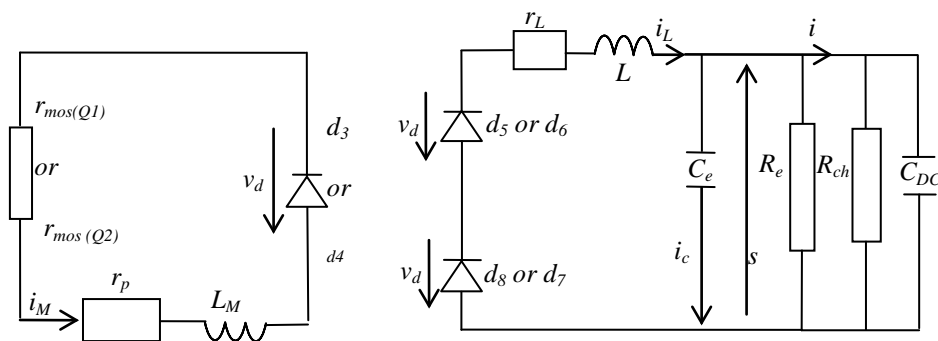 r_mos(Q1)
or
r_mos (Q2)
i_M
r_p
L_M
v_d
d_3
or
d4
r_L
L
i_L
i
v_d
d_5 or d_6
v_d
d_8 or d_7
C_e
i_c
s
R_e
R_ch
C_DC